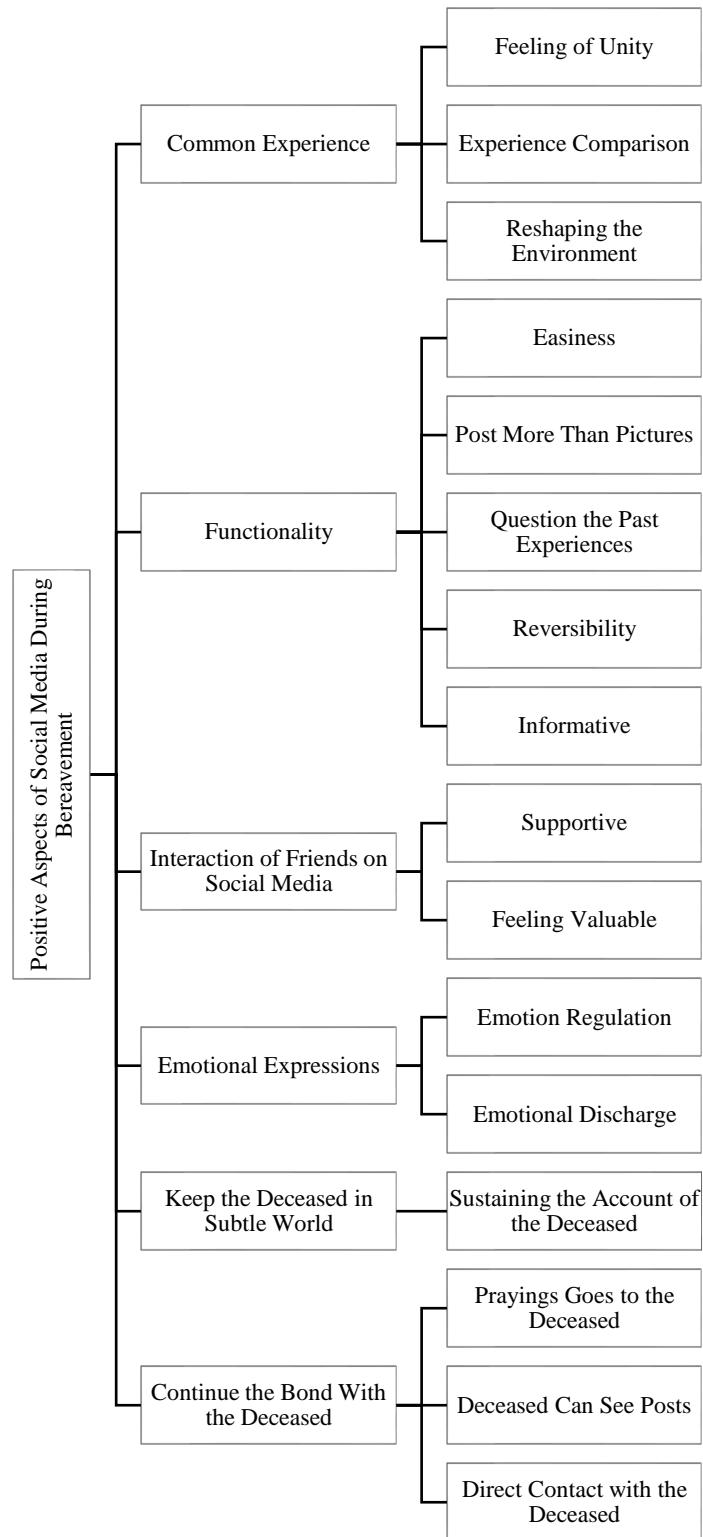 Positive Aspects of Social Media During
Bereavement
Common Experience
Feeling of Unity
Experience Comparison
Reshaping the
Environment
Functionality
Easiness
Post More Than Pictures
Question the Past
Experiences
Reversibility
Informative
Interaction of Friends on
Social Media
Supportive
Feeling Valuable
Emotional Expressions
Emotion Regulation
Emotional Discharge
Keep the Deceased in
Subtle World
Sustaining the Account of
the Deceased
Continue the Bond With
the Deceased
Prayings Goes to the
Deceased
Deceased Can See Posts
Direct Contact with the
Deceased